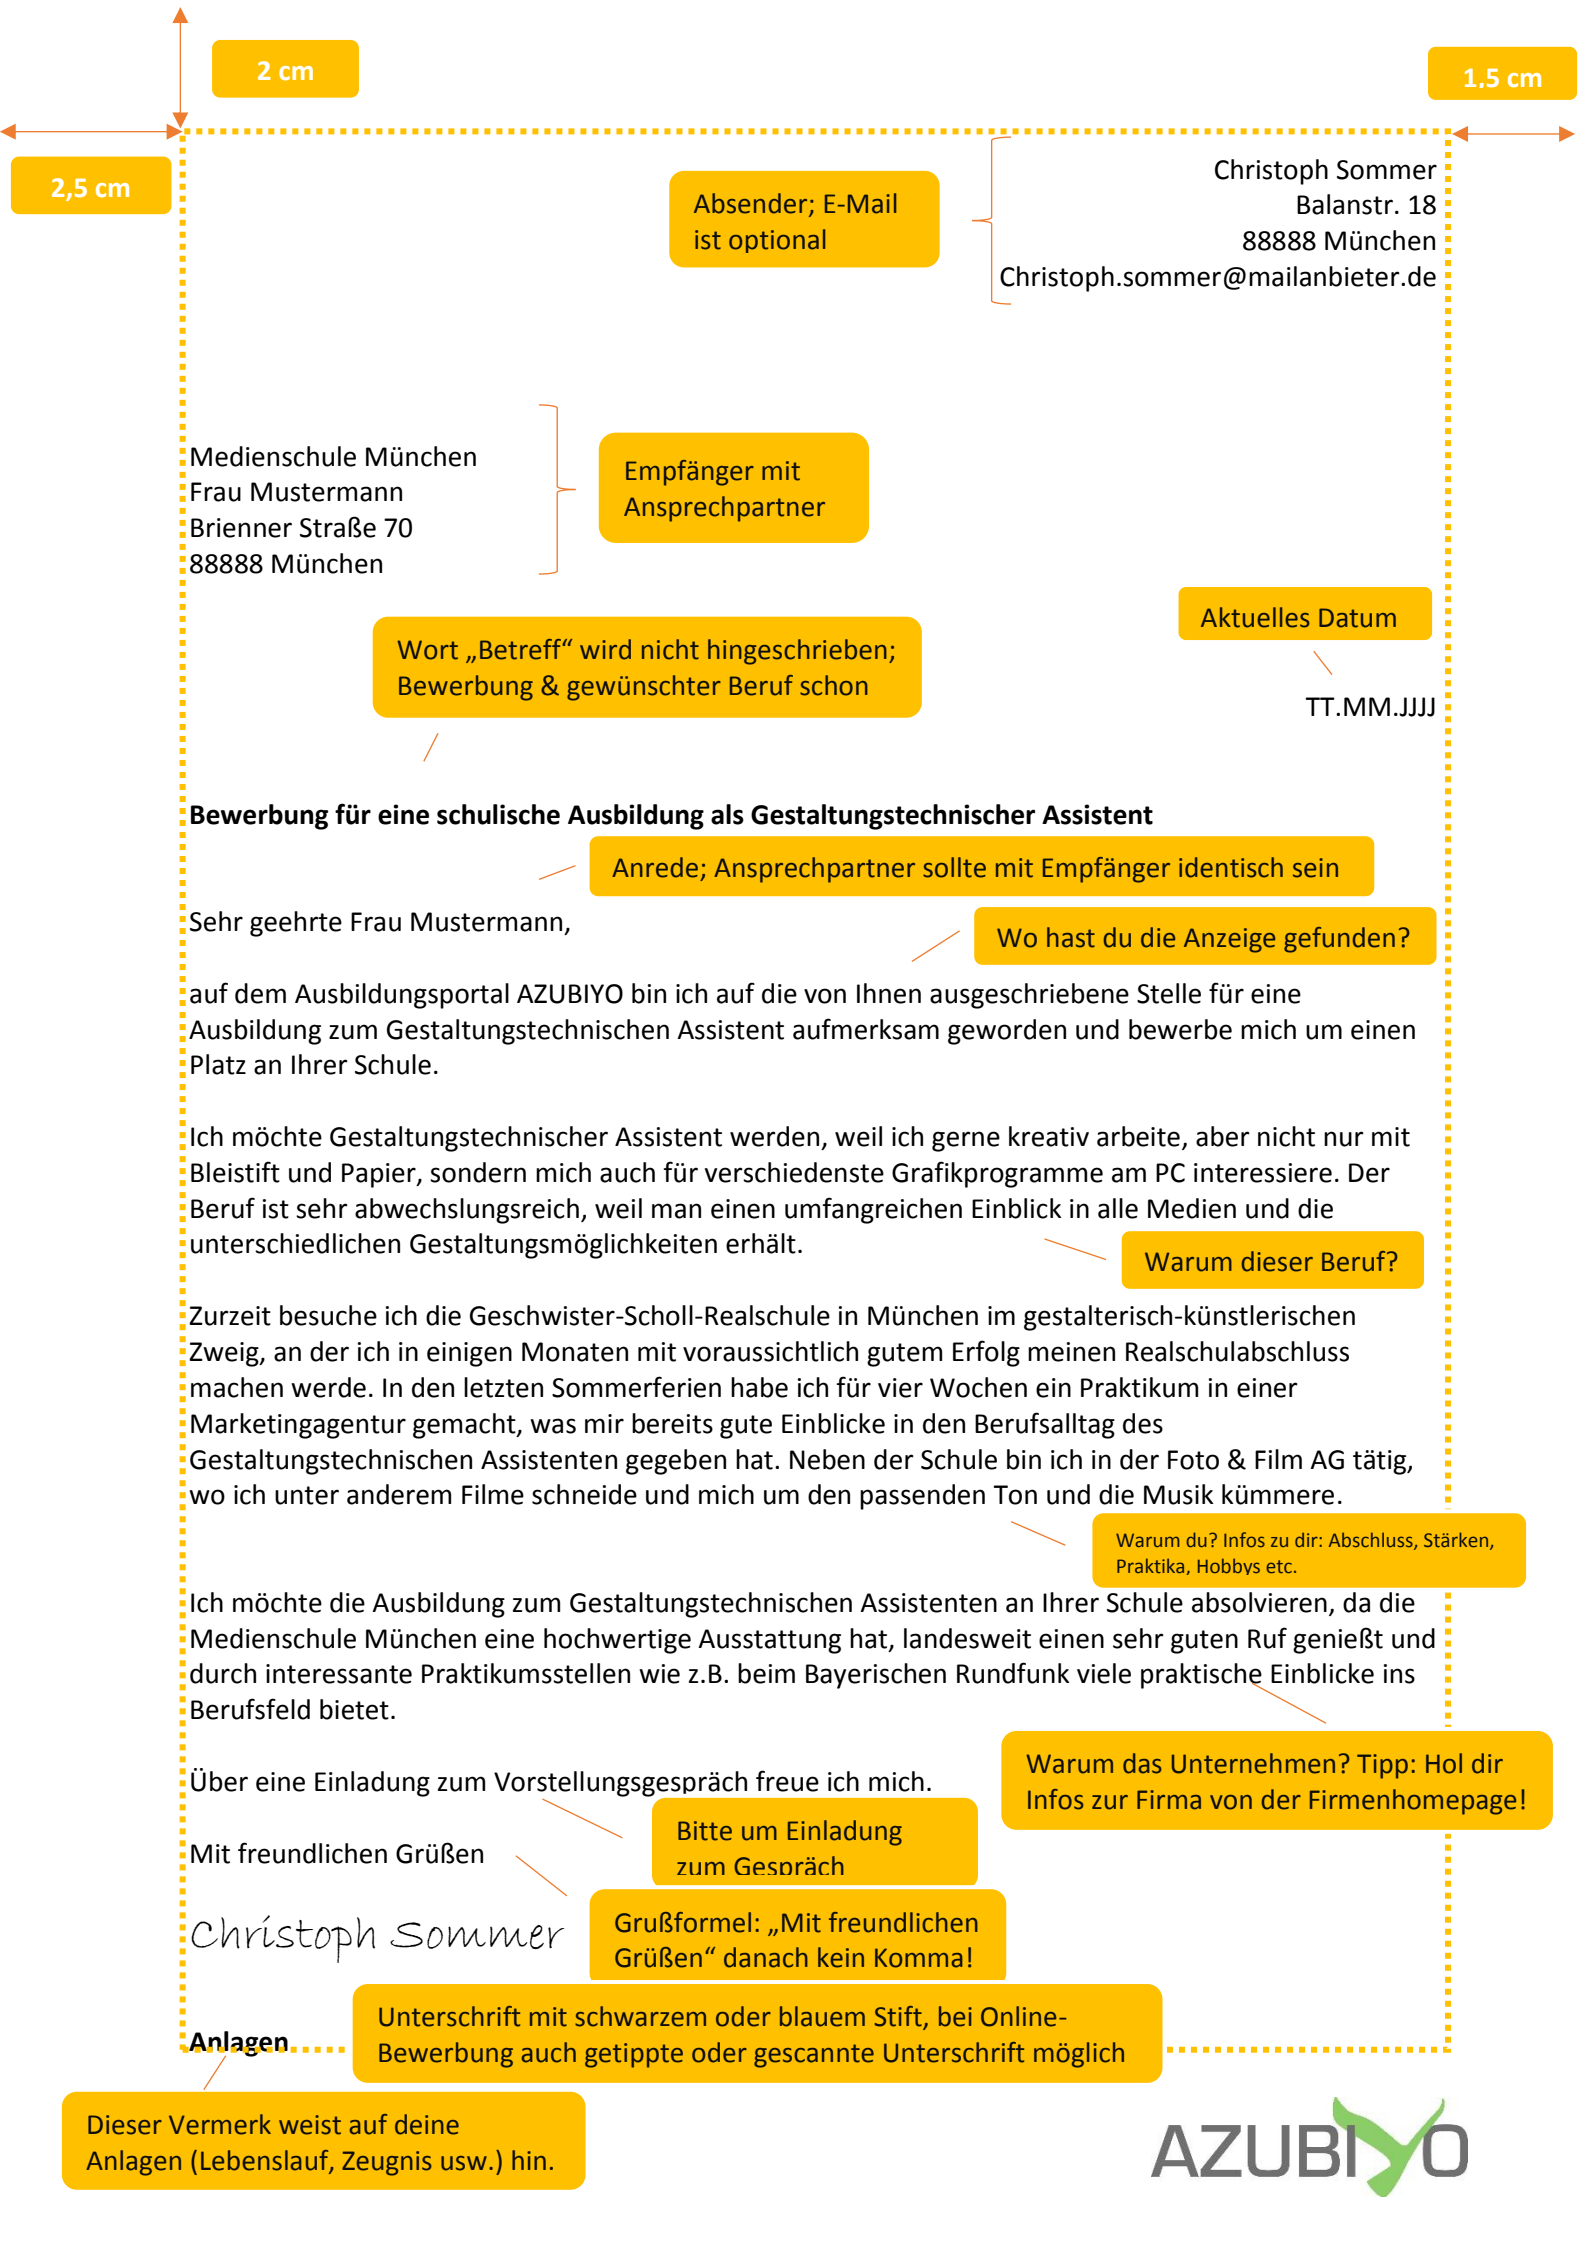 2 cm
1,5 cm
2,5 cm
Absender; E-Mail
ist optional
Christoph Sommer
Balanstr. 18
88888 München
Christoph.sommer@mailanbieter.de
Medienschule München
Frau Mustermann
Brienner Straße 70
88888 München
Empfänger mit
Ansprechpartner
Aktuelles Datum
Wort „Betreff“ wird nicht hingeschrieben;
Bewerbung & gewünschter Beruf schon
TT.MM.JJJJ
Bewerbung für eine schulische Ausbildung als Gestaltungstechnischer Assistent
Anrede; Ansprechpartner sollte mit Empfänger identisch sein
Sehr geehrte Frau Mustermann,
Wo hast du die Anzeige gefunden?
auf dem Ausbildungsportal AZUBIYO bin ich auf die von Ihnen ausgeschriebene Stelle für eine
Ausbildung zum Gestaltungstechnischen Assistent aufmerksam geworden und bewerbe mich um einen
Platz an Ihrer Schule.
Ich möchte Gestaltungstechnischer Assistent werden, weil ich gerne kreativ arbeite, aber nicht nur mit
Bleistift und Papier, sondern mich auch für verschiedenste Grafikprogramme am PC interessiere. Der
Beruf ist sehr abwechslungsreich, weil man einen umfangreichen Einblick in alle Medien und die
unterschiedlichen Gestaltungsmöglichkeiten erhält.
Warum dieser Beruf?
Zurzeit besuche ich die Geschwister-Scholl-Realschule in München im gestalterisch-künstlerischen
Zweig, an der ich in einigen Monaten mit voraussichtlich gutem Erfolg meinen Realschulabschluss
machen werde. In den letzten Sommerferien habe ich für vier Wochen ein Praktikum in einer
Marketingagentur gemacht, was mir bereits gute Einblicke in den Berufsalltag des
Gestaltungstechnischen Assistenten gegeben hat. Neben der Schule bin ich in der Foto & Film AG tätig,
wo ich unter anderem Filme schneide und mich um den passenden Ton und die Musik kümmere.
Warum du? Infos zu dir: Abschluss, Stärken,
Praktika, Hobbys etc.
Ich möchte die Ausbildung zum Gestaltungstechnischen Assistenten an Ihrer Schule absolvieren, da die
Medienschule München eine hochwertige Ausstattung hat, landesweit einen sehr guten Ruf genießt und
durch interessante Praktikumsstellen wie z.B. beim Bayerischen Rundfunk viele praktische Einblicke ins
Berufsfeld bietet.
Warum das Unternehmen? Tipp: Hol dir
Infos zur Firma von der Firmenhomepage!
Über eine Einladung zum Vorstellungsgespräch freue ich mich.
Bitte um Einladung
zum Gespräch
Mit freundlichen Grüßen
Grußformel: „Mit freundlichen
Grüßen“ danach kein Komma!
Christoph Sommer
Unterschrift mit schwarzem oder blauem Stift, bei Online-
Bewerbung auch getippte oder gescannte Unterschrift möglich
Anlagen
Dieser Vermerk weist auf deine
Anlagen (Lebenslauf, Zeugnis usw.) hin.
AZUBIYO